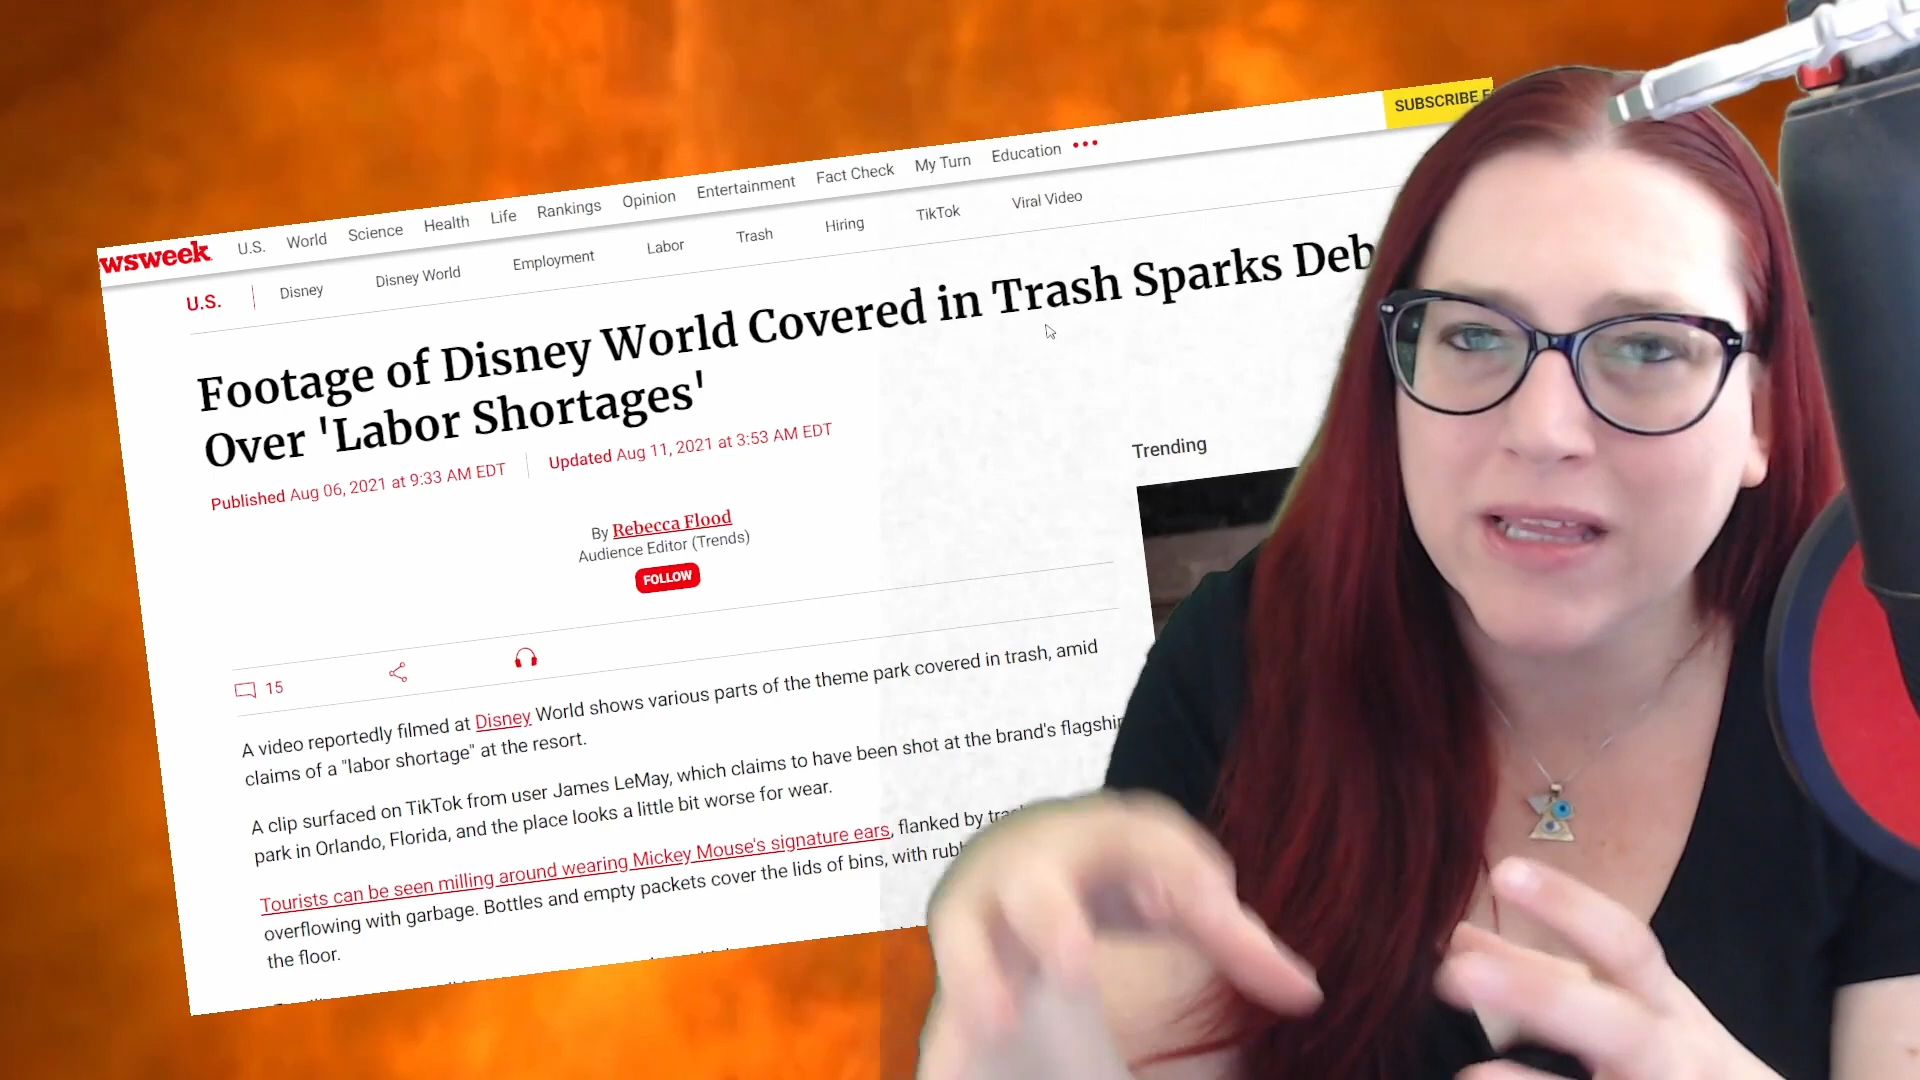 wsweek U.S. World Science Health Life Rankings Opinion Entertainment Fact Check My Turn Education ••• SUBSCRIBE
U.S. Disney Disney World Employment Labor Trash Hiring TikTok Viral Video
Footage of Disney World Covered in Trash Sparks Deb
Over 'Labor Shortages'
Published Aug 06, 2021 at 9:33 AM EDT Updated Aug 11, 2021 at 3:53 AM EDT
By Rebecca Flood
Audience Editor (Trends)
FOLLOW
Trending
15
A video reportedly filmed at Disney World shows various parts of the theme park covered in trash, amid
claims of a "labor shortage" at the resort.
A clip surfaced on TikTok from user James LeMay, which claims to have been shot at the brand's flagship
park in Orlando, Florida, and the place looks a little bit worse for wear.
Tourists can be seen milling around wearing Mickey Mouse's signature ears, flanked by
overflowing with garbage. Bottles and empty packets cover the lids of bins, with
the floor.